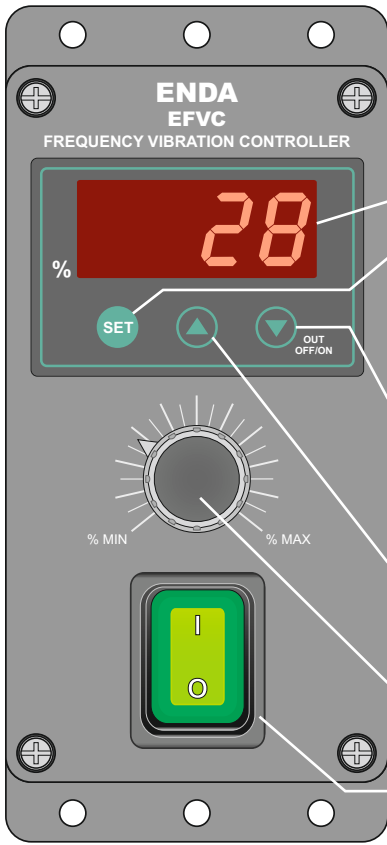 ENDA
EFVC
FREQUENCY VIBRATION CONTROLLER
28
%
SET
OUT
OFF/ON
% MIN
% MAX
I
O